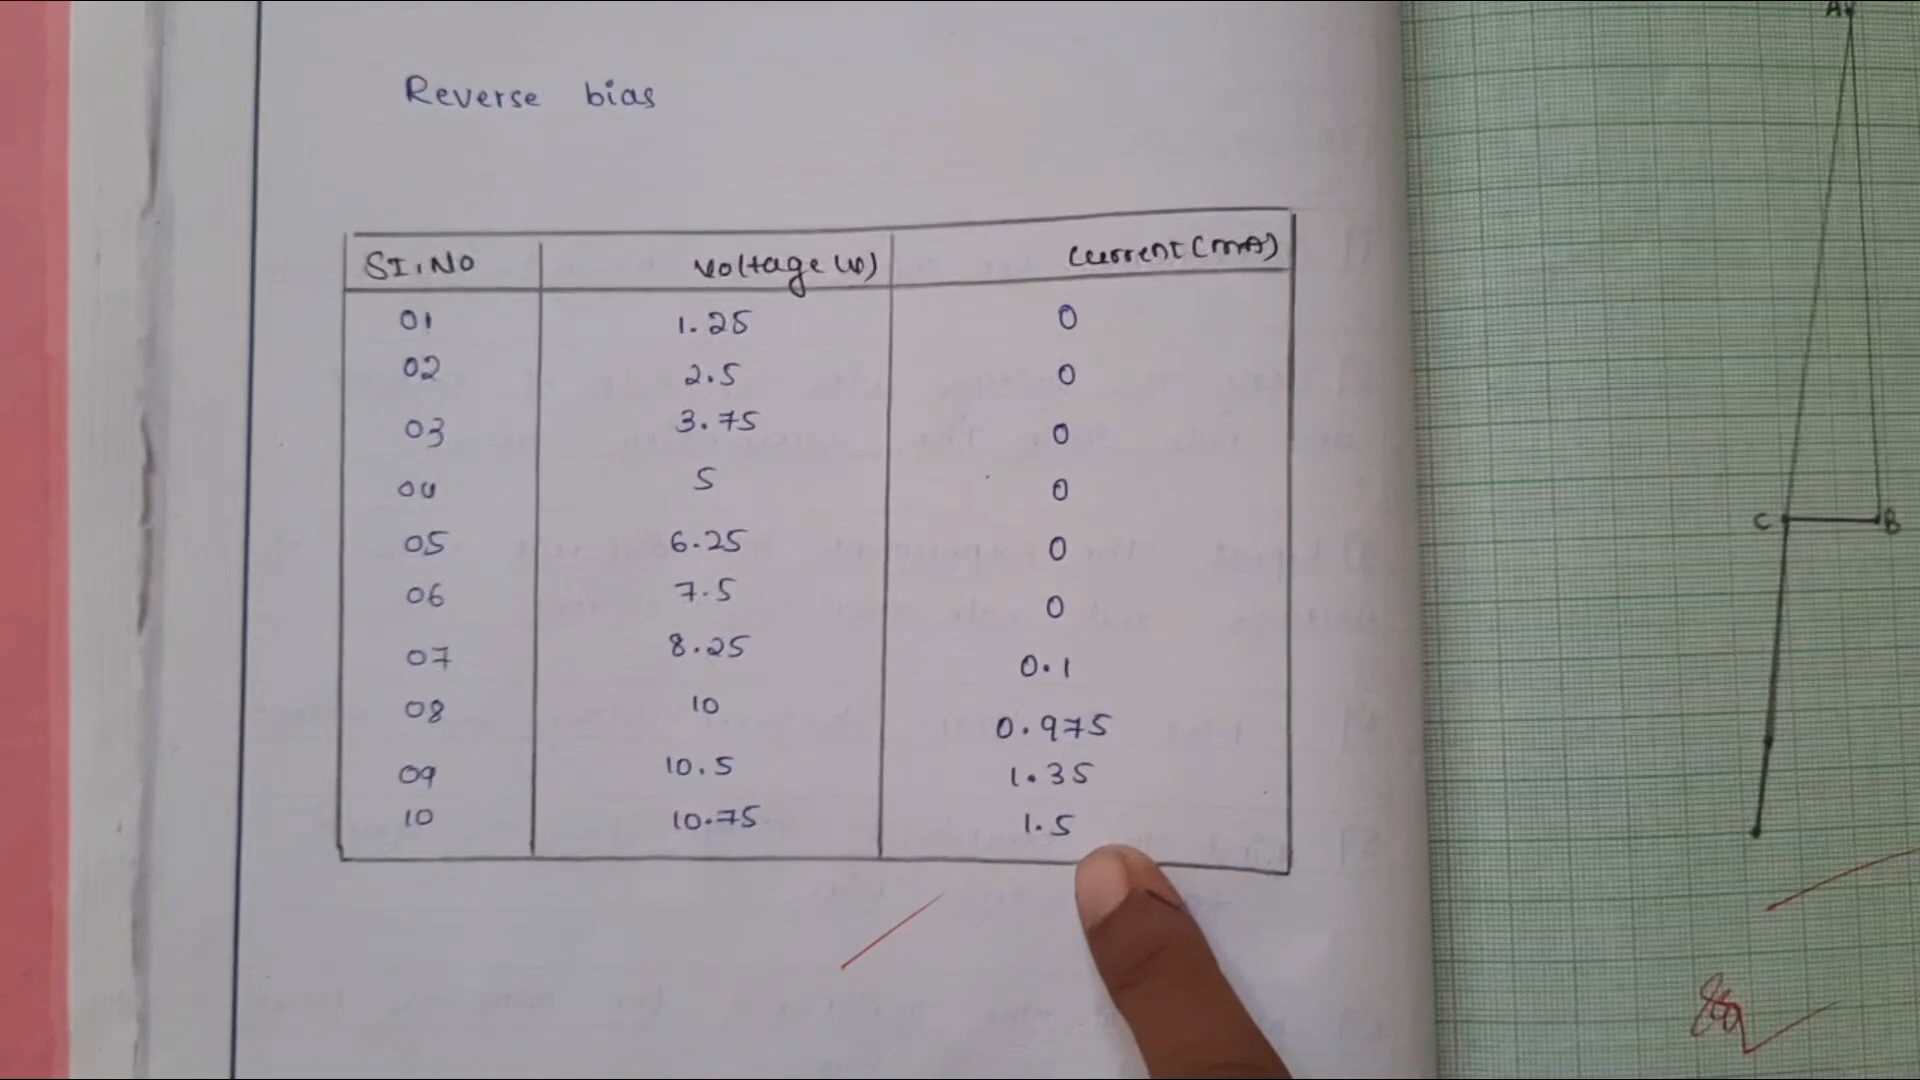 Reverse bias
SI.No Voltage (v) Current (mA)
01 1.25 0
02 2.5 0
03 3.75 0
04 5 0
05 6.25 0
06 7.5 0
07 8.25 0.1
08 10 0.975
09 10.5 1.35
10 10.75 1.5
A
C B